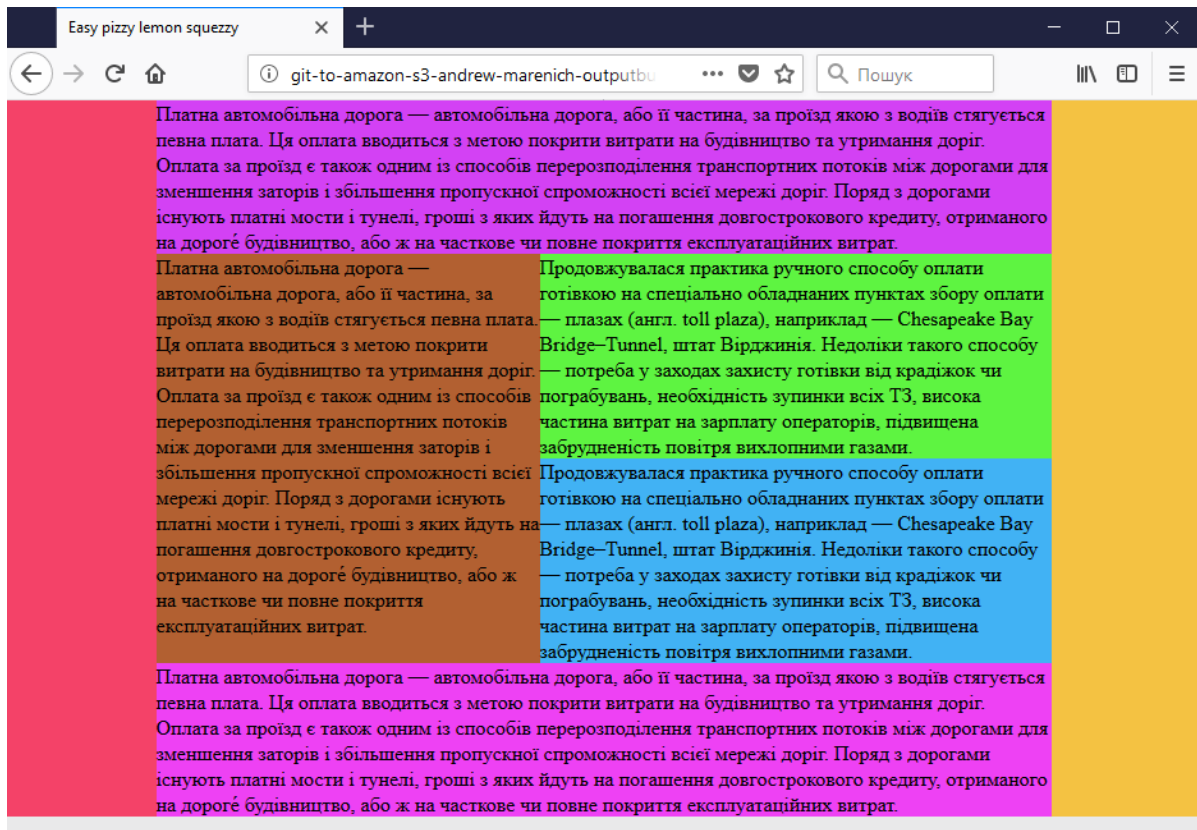 Easy pizzy lemon squezzy
git-to-amazon-s3-andrew-marenich-outputbu
Пошук
Платна автомобільна дорога — автомобільна дорога, або її частина, за проїзд якою з водіїв стягується
певна плата. Ця оплата вводиться з метою покрити витрати на будівництво та утримання доріг.
Оплата за проїзд є також одним із способів перерозподілення транспортних потоків між дорогами для
зменшення заторів і збільшення пропускної спроможності всієї мережі доріг. Поряд з дорогами
існують платні мости і тунелі, гроші з яких йдуть на погашення довгострокового кредиту, отриманого
на дороге́ будівництво, або ж на часткове чи повне покриття експлуатаційних витрат.
Платна автомобільна дорога —
автомобільна дорога, або її частина, за
проїзд якою з водіїв стягується певна плата.
Ця оплата вводиться з метою покрити
витрати на будівництво та утримання доріг.
Оплата за проїзд є також одним із способів
перерозподілення транспортних потоків
між дорогами для зменшення заторів і
збільшення пропускної спроможності всієї
мережі доріг. Поряд з дорогами існують
платні мости і тунелі, гроші з яких йдуть на
погашення довгострокового кредиту,
отриманого на дороге́ будівництво, або ж
на часткове чи повне покриття
експлуатаційних витрат.
Продовжувалася практика ручного способу оплати
готівкою на спеціально обладнаних пунктах збору оплати
— плазах (англ. toll plaza), наприклад — Chesapeake Bay
Bridge–Tunnel, штат Вірджинія. Недоліки такого способу
— потреба у заходах захисту готівки від крадіжок чи
пограбувань, необхідність зупинки всіх ТЗ, висока
частина витрат на зарплату операторів, підвищена
забрудненість повітря вихлопними газами.
Продовжувалася практика ручного способу оплати
готівкою на спеціально обладнаних пунктах збору оплати
— плазах (англ. toll plaza), наприклад — Chesapeake Bay
Bridge–Tunnel, штат Вірджинія. Недоліки такого способу
— потреба у заходах захисту готівки від крадіжок чи
пограбувань, необхідність зупинки всіх ТЗ, висока
частина витрат на зарплату операторів, підвищена
забрудненість повітря вихлопними газами.
Платна автомобільна дорога — автомобільна дорога, або її частина, за проїзд якою з водіїв стягується
певна плата. Ця оплата вводиться з метою покрити витрати на будівництво та утримання доріг.
Оплата за проїзд є також одним із способів перерозподілення транспортних потоків між дорогами для
зменшення заторів і збільшення пропускної спроможності всієї мережі доріг. Поряд з дорогами
існують платні мости і тунелі, гроші з яких йдуть на погашення довгострокового кредиту, отриманого
на дороге́ будівництво, або ж на часткове чи повне покриття експлуатаційних витрат.